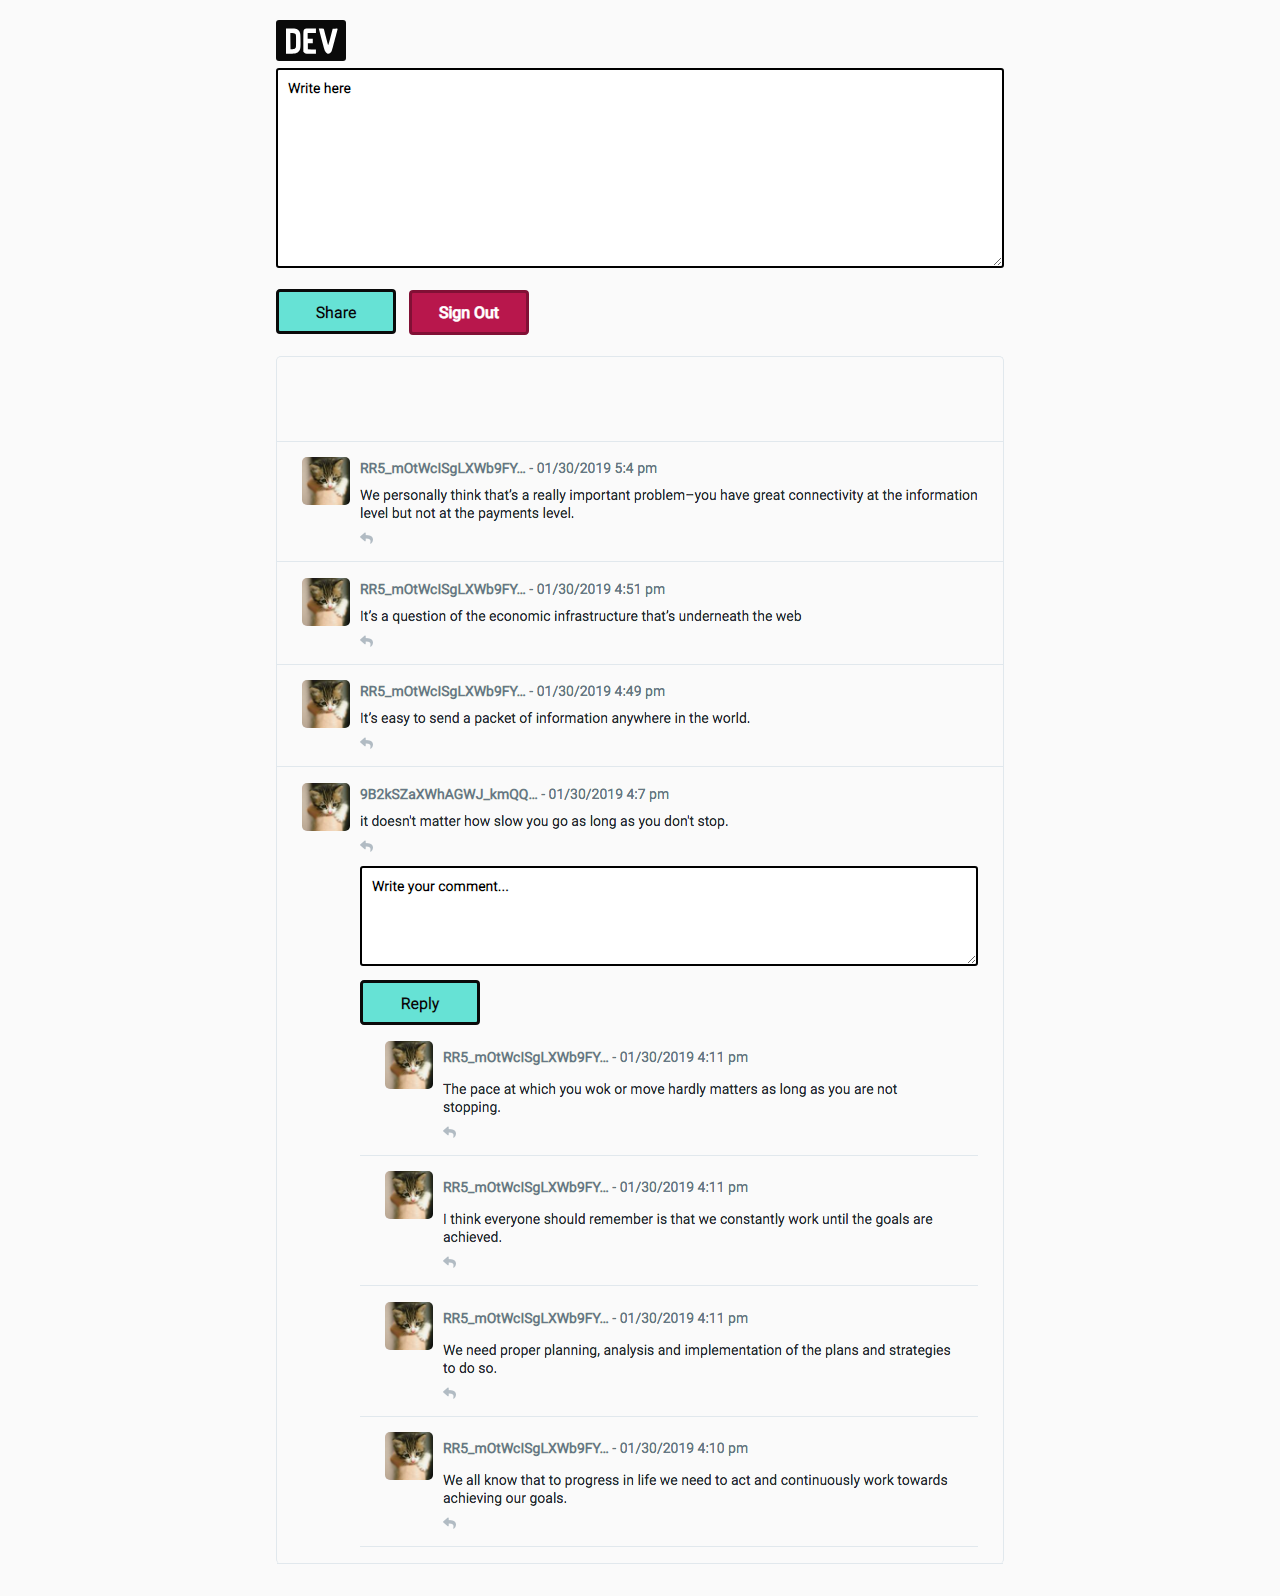 DEV
Write here
Share
Sign Out
RR5_mOtWcISgLXWb9FY... - 01/30/2019 5:4 pm
We personally think that’s a really important problem–you have great connectivity at the information
level but not at the payments level.
RR5_mOtWcISgLXWb9FY... - 01/30/2019 4:51 pm
It’s a question of the economic infrastructure that’s underneath the web
RR5_mOtWcISgLXWb9FY... - 01/30/2019 4:49 pm
It’s easy to send a packet of information anywhere in the world.
9B2kSZaXWhAGWJ_kmQQ... - 01/30/2019 4:7 pm
it doesn't matter how slow you go as long as you don't stop.
Write your comment...
Reply
RR5_mOtWcISgLXWb9FY... - 01/30/2019 4:11 pm
The pace at which you wok or move hardly matters as long as you are not
stopping.
RR5_mOtWcISgLXWb9FY... - 01/30/2019 4:11 pm
I think everyone should remember is that we constantly work until the goals are
achieved.
RR5_mOtWcISgLXWb9FY... - 01/30/2019 4:11 pm
We need proper planning, analysis and implementation of the plans and strategies
to do so.
RR5_mOtWcISgLXWb9FY... - 01/30/2019 4:10 pm
We all know that to progress in life we need to act and continuously work towards
achieving our goals.